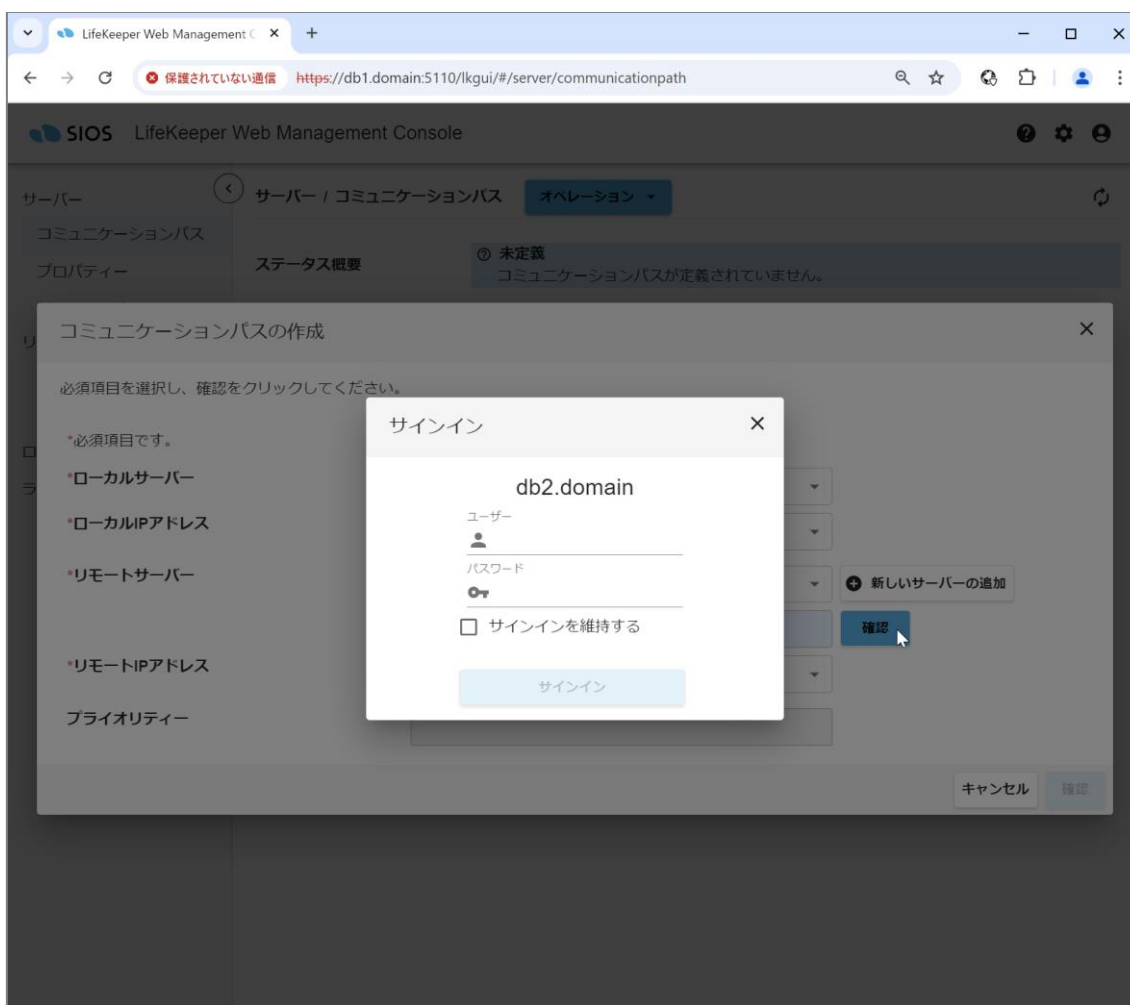 LifeKeeper Web Management C
保護されていない通信 https://db1.domain:5110/lkgui/#/server/communicationpath
SIOS LifeKeeper Web Management Console
サーバー
サーバー / コミュニケーションパス オペレーション
コミュニケーションパス
プロパティー
ステータス概要
未定義
コミュニケーションパスが定義されていません。
リ
ロ
ラ
コミュニケーションパスの作成
必須項目を選択し、確認をクリックしてください。
*必須項目です。
*ローカルサーバー
*ローカルIPアドレス
*リモートサーバー
新しいサーバーの追加
確認
*リモートIPアドレス
プライオリティー
キャンセル 確認
サインイン
db2.domain
ユーザー
パスワード
サインインを維持する
サインイン